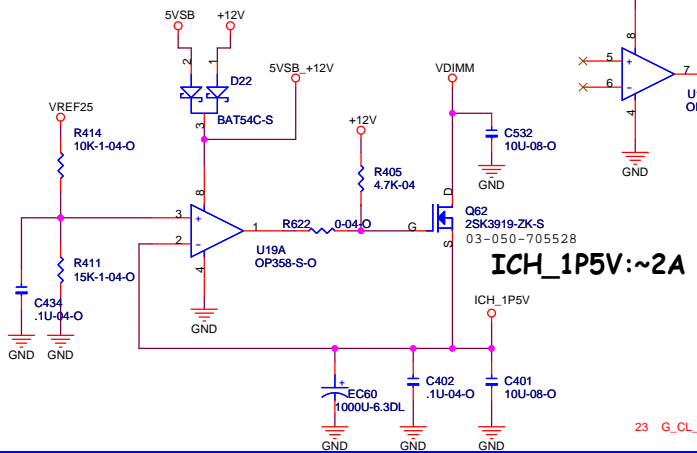 5VSB
+12V
2
1
D22
BAT54C-S
3
5VSB_+12V
VDIMM
8
5
+
6
-
7
4
U
OP
GND
VREF25
R414
10K-1-04-O
+12V
C532
10U-08-O
GND
R405
4.7K-04
8
3
+
2
-
1
4
U19A
OP358-S-O
R622
0-04-O
G
D
S
Q62
2SK3919-ZK-S
03-050-705528
ICH_1P5V:~2A
R411
15K-1-04-O
C434
.1U-04-O
GND
GND
GND
ICH_1P5V
+
EC60
1000U-6.3DL
C402
.1U-04-O
C401
10U-08-O
GND
GND
GND
23 G_CL_